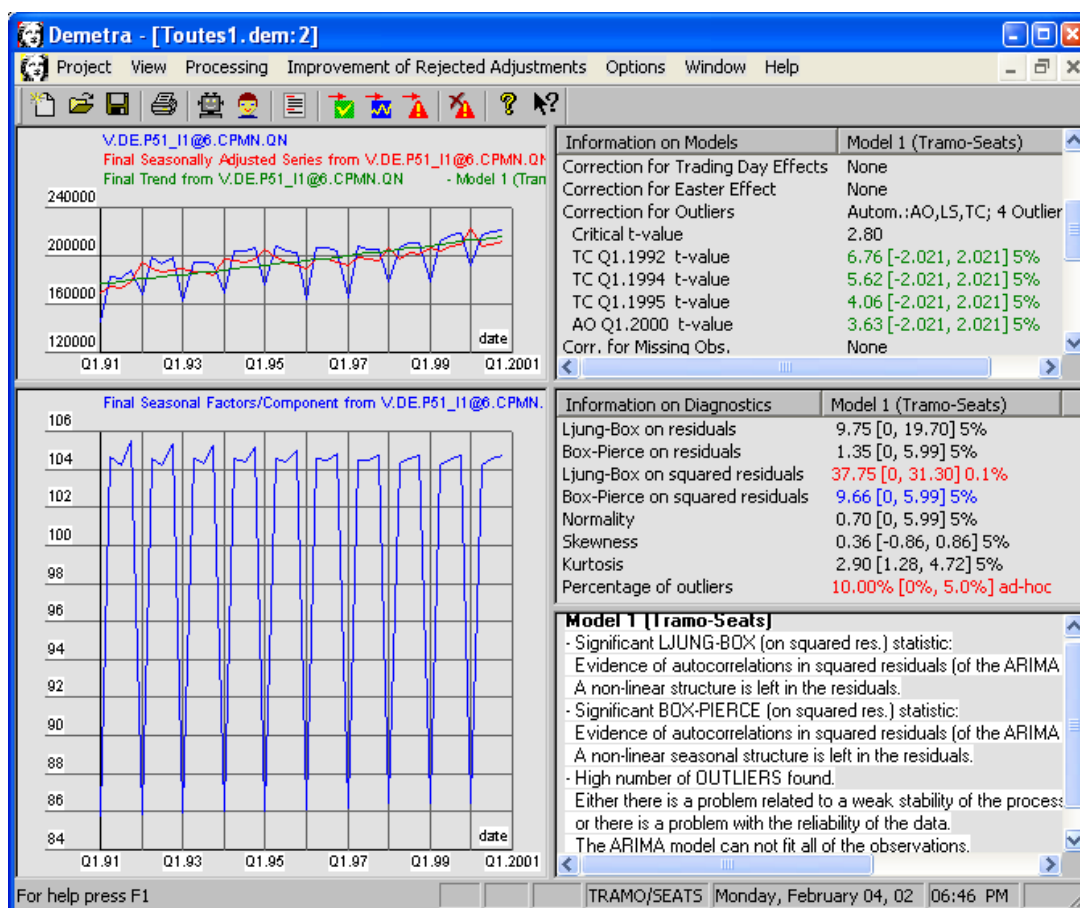 Demetra - [Toutes1.dem:2]
Project View Processing Improvement of Rejected Adjustments Options Window Help
V.DE.P51_I1@6.CPMN.QN
Final Seasonally Adjusted Series from V.DE.P51_I1@6.CPMN.QN
Final Trend from V.DE.P51_I1@6.CPMN.QN - Model 1 (Tram
240000
200000
160000
120000
date
Q1.91 Q1.93 Q1.95 Q1.97 Q1.99 Q1.2001
Information on Models Model 1 (Tramo-Seats)
Correction for Trading Day Effects None
Correction for Easter Effect None
Correction for Outliers Autom.:AO,LS,TC; 4 Outlier
Critical t-value 2.80
TC Q1.1992 t-value 6.76 [-2.021, 2.021] 5%
TC Q1.1994 t-value 5.62 [-2.021, 2.021] 5%
TC Q1.1995 t-value 4.06 [-2.021, 2.021] 5%
AO Q1.2000 t-value 3.63 [-2.021, 2.021] 5%
Corr. for Missing Obs. None
Final Seasonal Factors/Component from V.DE.P51_I1@6.CPMN.
106
104
102
100
98
96
94
92
90
88
86
84
date
Q1.91 Q1.93 Q1.95 Q1.97 Q1.99 Q1.2001
Information on Diagnostics Model 1 (Tramo-Seats)
Ljung-Box on residuals 9.75 [0, 19.70] 5%
Box-Pierce on residuals 1.35 [0, 5.99] 5%
Ljung-Box on squared residuals 37.75 [0, 31.30] 0.1%
Box-Pierce on squared residuals 9.66 [0, 5.99] 5%
Normality 0.70 [0, 5.99] 5%
Skewness 0.36 [-0.86, 0.86] 5%
Kurtosis 2.90 [1.28, 4.72] 5%
Percentage of outliers 10.00% [0%, 5.0%] ad-hoc
Model 1 (Tramo-Seats)
- Significant LJUNG-BOX (on squared res.) statistic:
Evidence of autocorrelations in squared residuals (of the ARIMA
A non-linear structure is left in the residuals.
- Significant BOX-PIERCE (on squared res.) statistic:
Evidence of autocorrelations in squared residuals (of the ARIMA
A non-linear seasonal structure is left in the residuals.
- High number of OUTLIERS found.
Either there is a problem related to a weak stability of the process
or there is a problem with the reliability of the data.
The ARIMA model can not fit all of the observations.
For help press F1 TRAMO/SEATS Monday, February 04, 02 06:46 PM